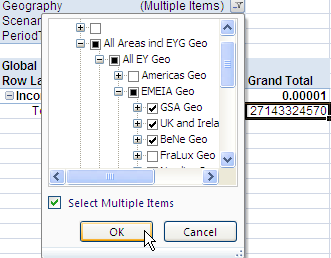 Geography (Multiple Items)
Scenar
PeriodT
All Areas incl EYG Geo
All EY Geo
Americas Geo
EMEIA Geo
GSA Geo
UK and Irela
BeNe Geo
FraLux Geo
Global
Row La Grand Total
Incon 0.00001
To 27143324570
Select Multiple Items
OK Cancel